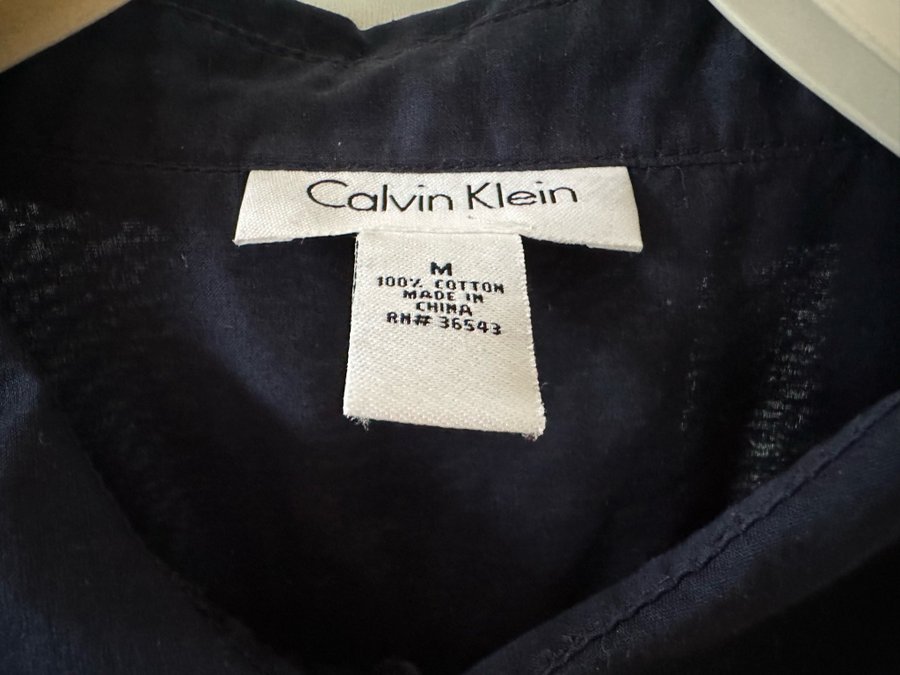 Calvin Klein
M
100% COTTON
MADE IN
CHINA
RN# 36543